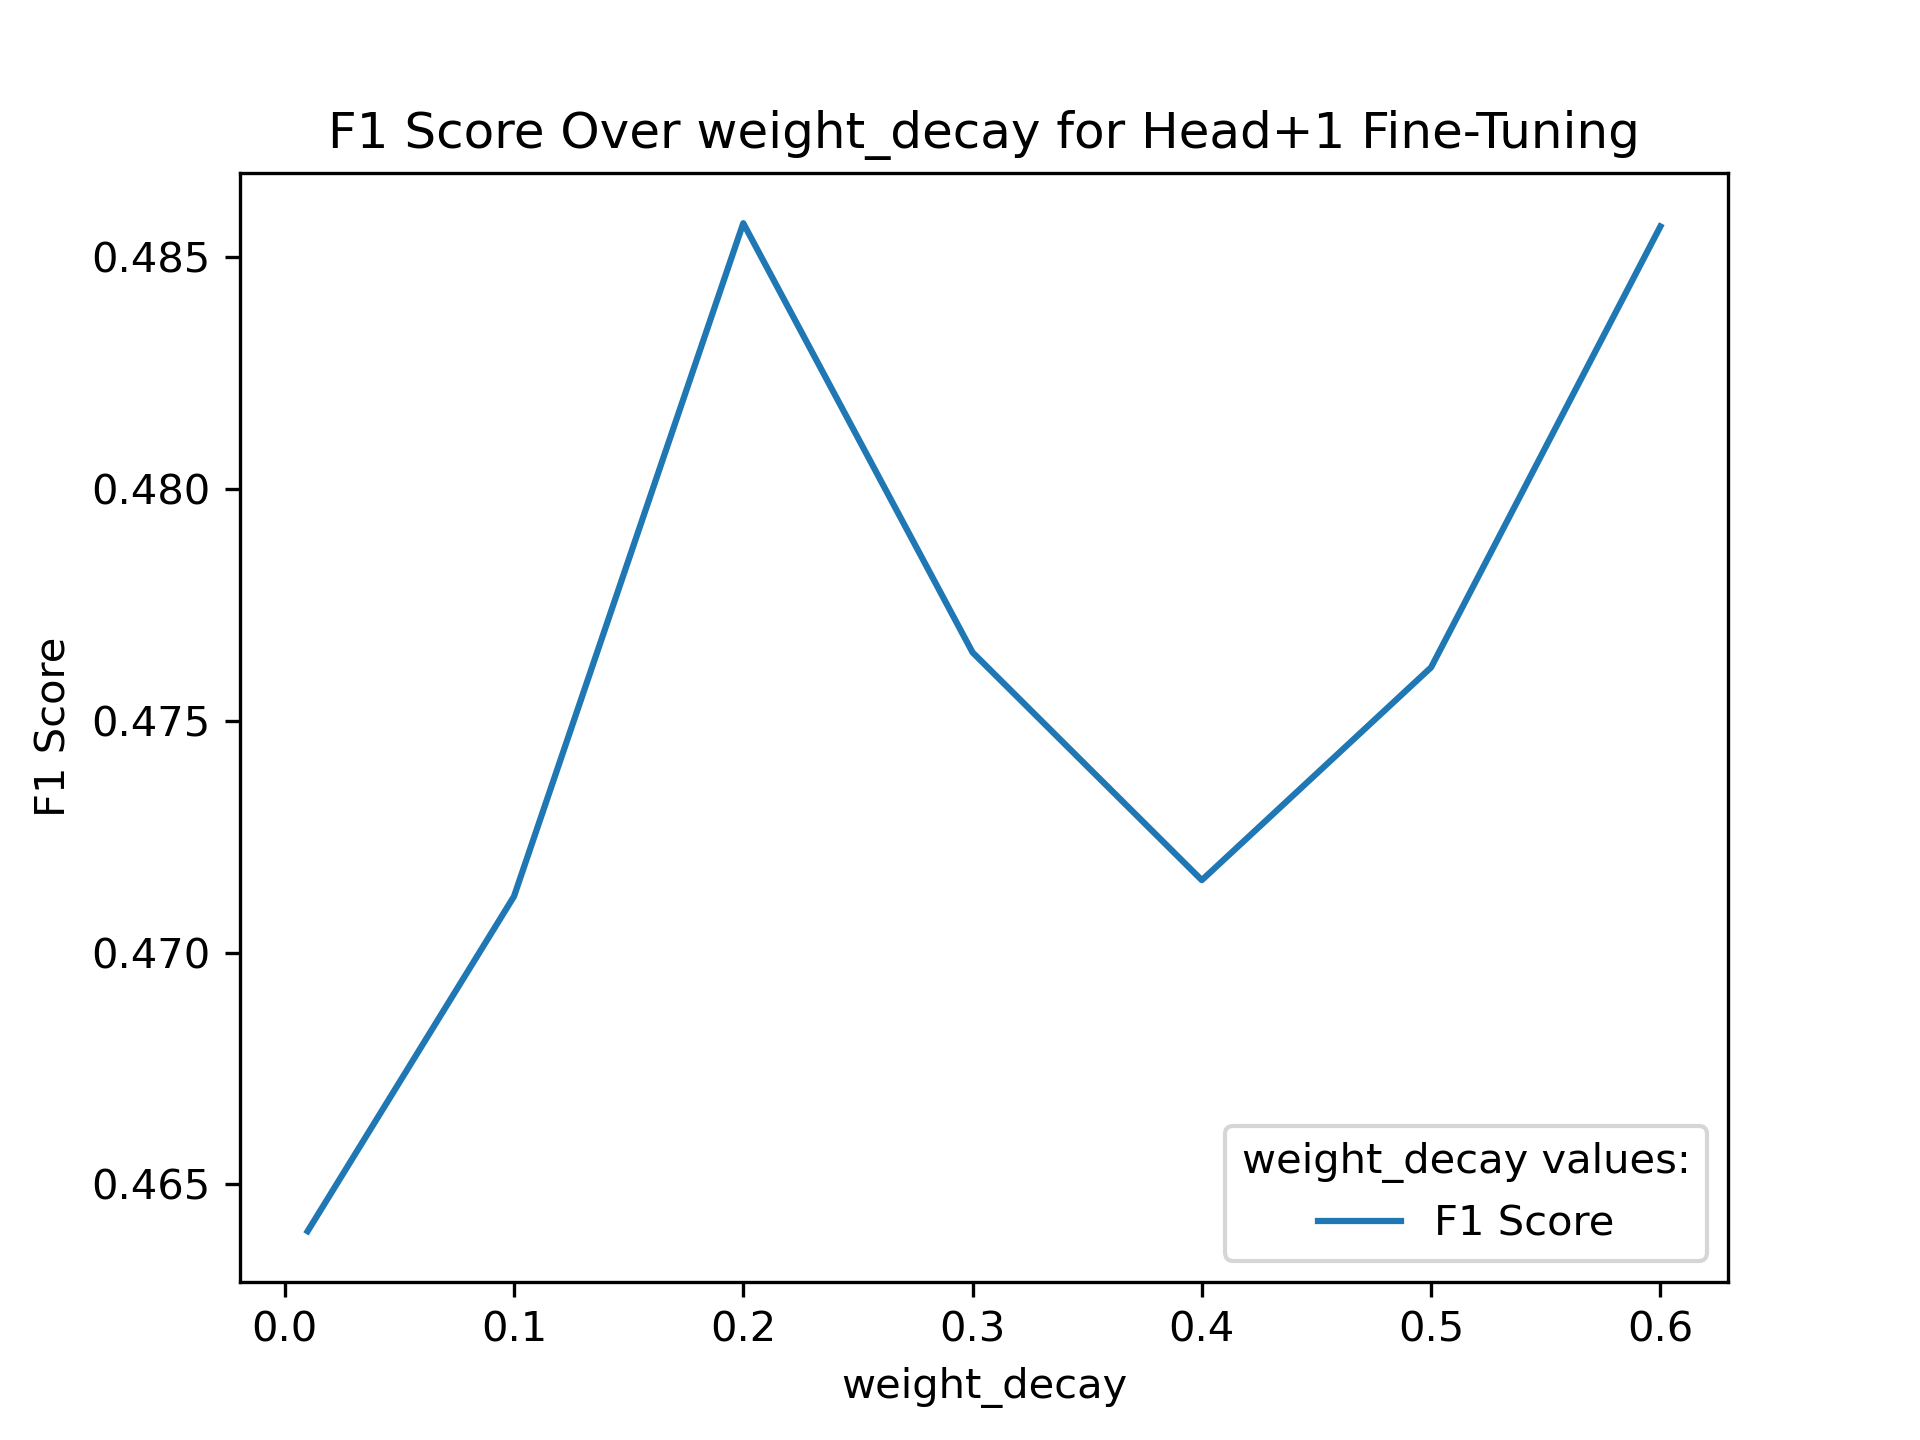 F1 Score Over weight_decay for Head+1 Fine-Tuning
0.485
0.480
0.475
0.470
0.465
F1 Score
weight_decay values:
F1 Score
0.0 0.1 0.2 0.3 0.4 0.5 0.6
weight_decay